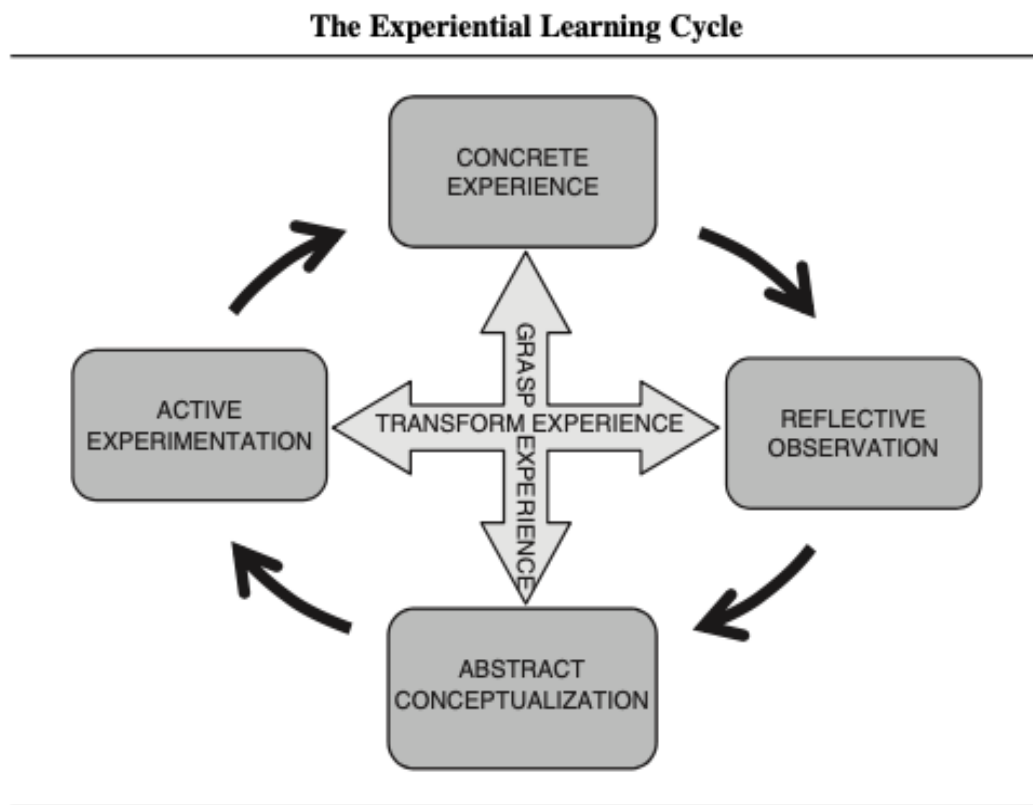 The Experiential Learning Cycle
CONCRETE
EXPERIENCE
ACTIVE
EXPERIMENTATION
GRASP EXPERIENCE
TRANSFORM EXPERIENCE
REFLECTIVE
OBSERVATION
ABSTRACT
CONCEPTUALIZATION